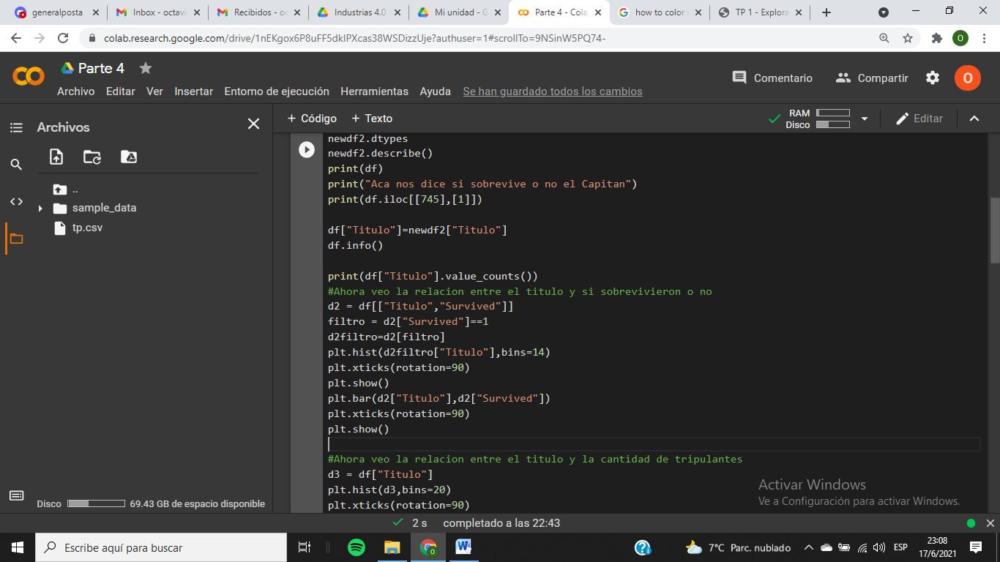 generalposta
Inbox - octavi
Recibidos - oc
Industrias 4.0
Mi unidad - G
Parte 4 - Cola
how to color
TP 1 - Explora
colab.research.google.com/drive/1nEKgox6P8uFF5dkIPXcas38WSDizzUje?authuser=1#scrollTo=9NSinW5PQ74-
O
Parte 4
Comentario
Compartir
O
Archivo Editar Ver Insertar Entorno de ejecución Herramientas Ayuda Se han guardado todos los cambios
Archivos
+ Código + Texto
RAM
Disco
Editar
..
sample_data
tp.csv
newdf2.dtypes
newdf2.describe()
print(df)
print("Aca nos dice si sobrevive o no el Capitan")
print(df.iloc[[745],[1]])
df["Titulo"]=newdf2["Titulo"]
df.info()
print(df["Titulo"].value_counts())
#Ahora veo la relacion entre el titulo y si sobrevivieron o no
d2 = df[["Titulo","Survived"]]
filtro = d2["Survived"]==1
d2filtro=d2[filtro]
plt.hist(d2filtro["Titulo"],bins=14)
plt.xticks(rotation=90)
plt.show()
plt.bar(d2["Titulo"],d2["Survived"])
plt.xticks(rotation=90)
plt.show()
#Ahora veo la relacion entre el titulo y la cantidad de tripulantes
d3 = df["Titulo"]
plt.hist(d3,bins=20)
plt.xticks(rotation=90)
Activar Windows
Ve a Configuración para activar Windows.
Disco 69.43 GB de espacio disponible
2 s completado a las 22:43
Escribe aquí para buscar
7°C Parc. nublado
ESP
23:08
17/6/2021